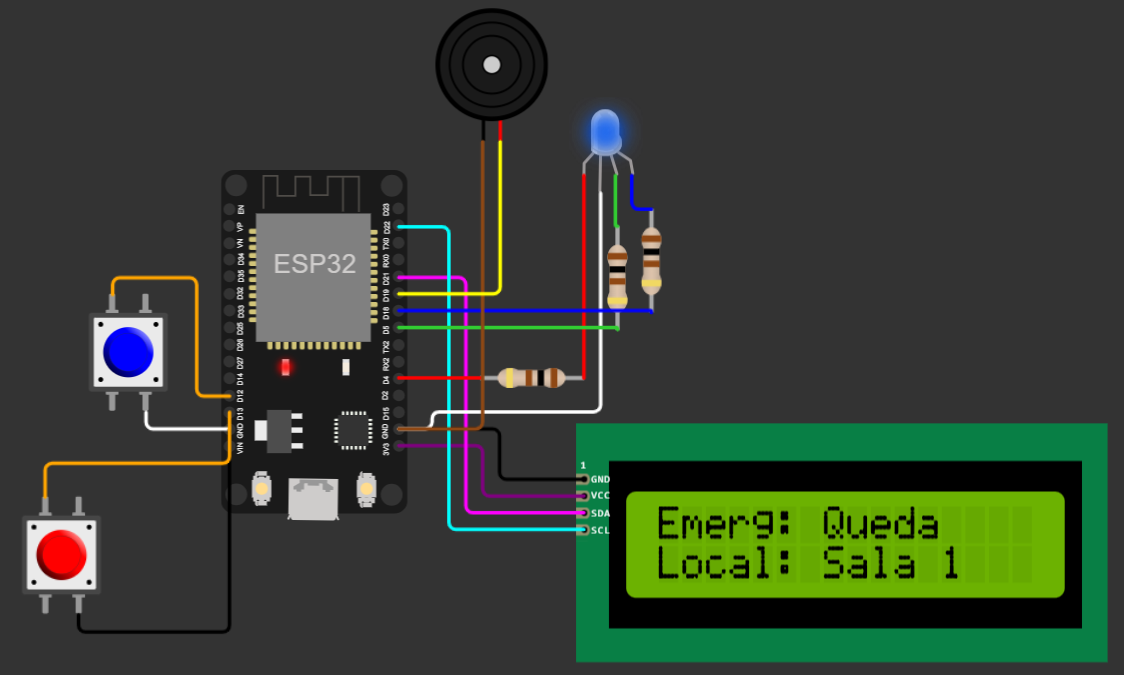 EN
VP
VN
D34
D35
D32
D33
D25
D26
D27
D14
D12
D13
GND
VIN
ESP32
D23
D22
TX0
RX0
D21
D19
D18
D5
TX2
RX2
D4
D2
D15
GND
3V3
1
GND
VCC
SDA
SCL
Emerg: Queda
Local: Sala 1